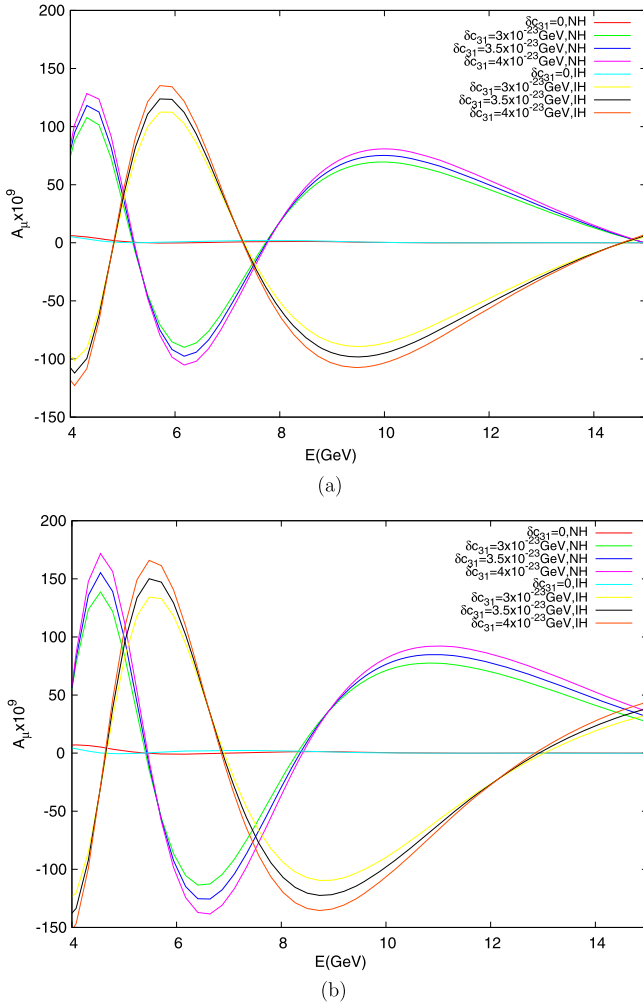 δc₃₁=0,NH
δc₃₁=3x10⁻²³GeV,NH
δc₃₁=3.5x10⁻²³GeV,NH
δc₃₁=4x10⁻²³GeV,NH
δc₃₁=0,IH
δc₃₁=3x10⁻²³GeV,IH
δc₃₁=3.5x10⁻²³GeV,IH
δc₃₁=4x10⁻²³GeV,IH
200
150
100
50
0
-50
-100
-150
A_μx10⁹
4 6 8 10 12 14
E(GeV)
(a)
δc₃₁=0,NH
δc₃₁=3x10⁻²³GeV,NH
δc₃₁=3.5x10⁻²³GeV,NH
δc₃₁=4x10⁻²³GeV,NH
δc₃₁=0,IH
δc₃₁=3x10⁻²³GeV,IH
δc₃₁=3.5x10⁻²³GeV,IH
δc₃₁=4x10⁻²³GeV,IH
200
150
100
50
0
-50
-100
-150
A_μx10⁹
4 6 8 10 12 14
E(GeV)
(b)